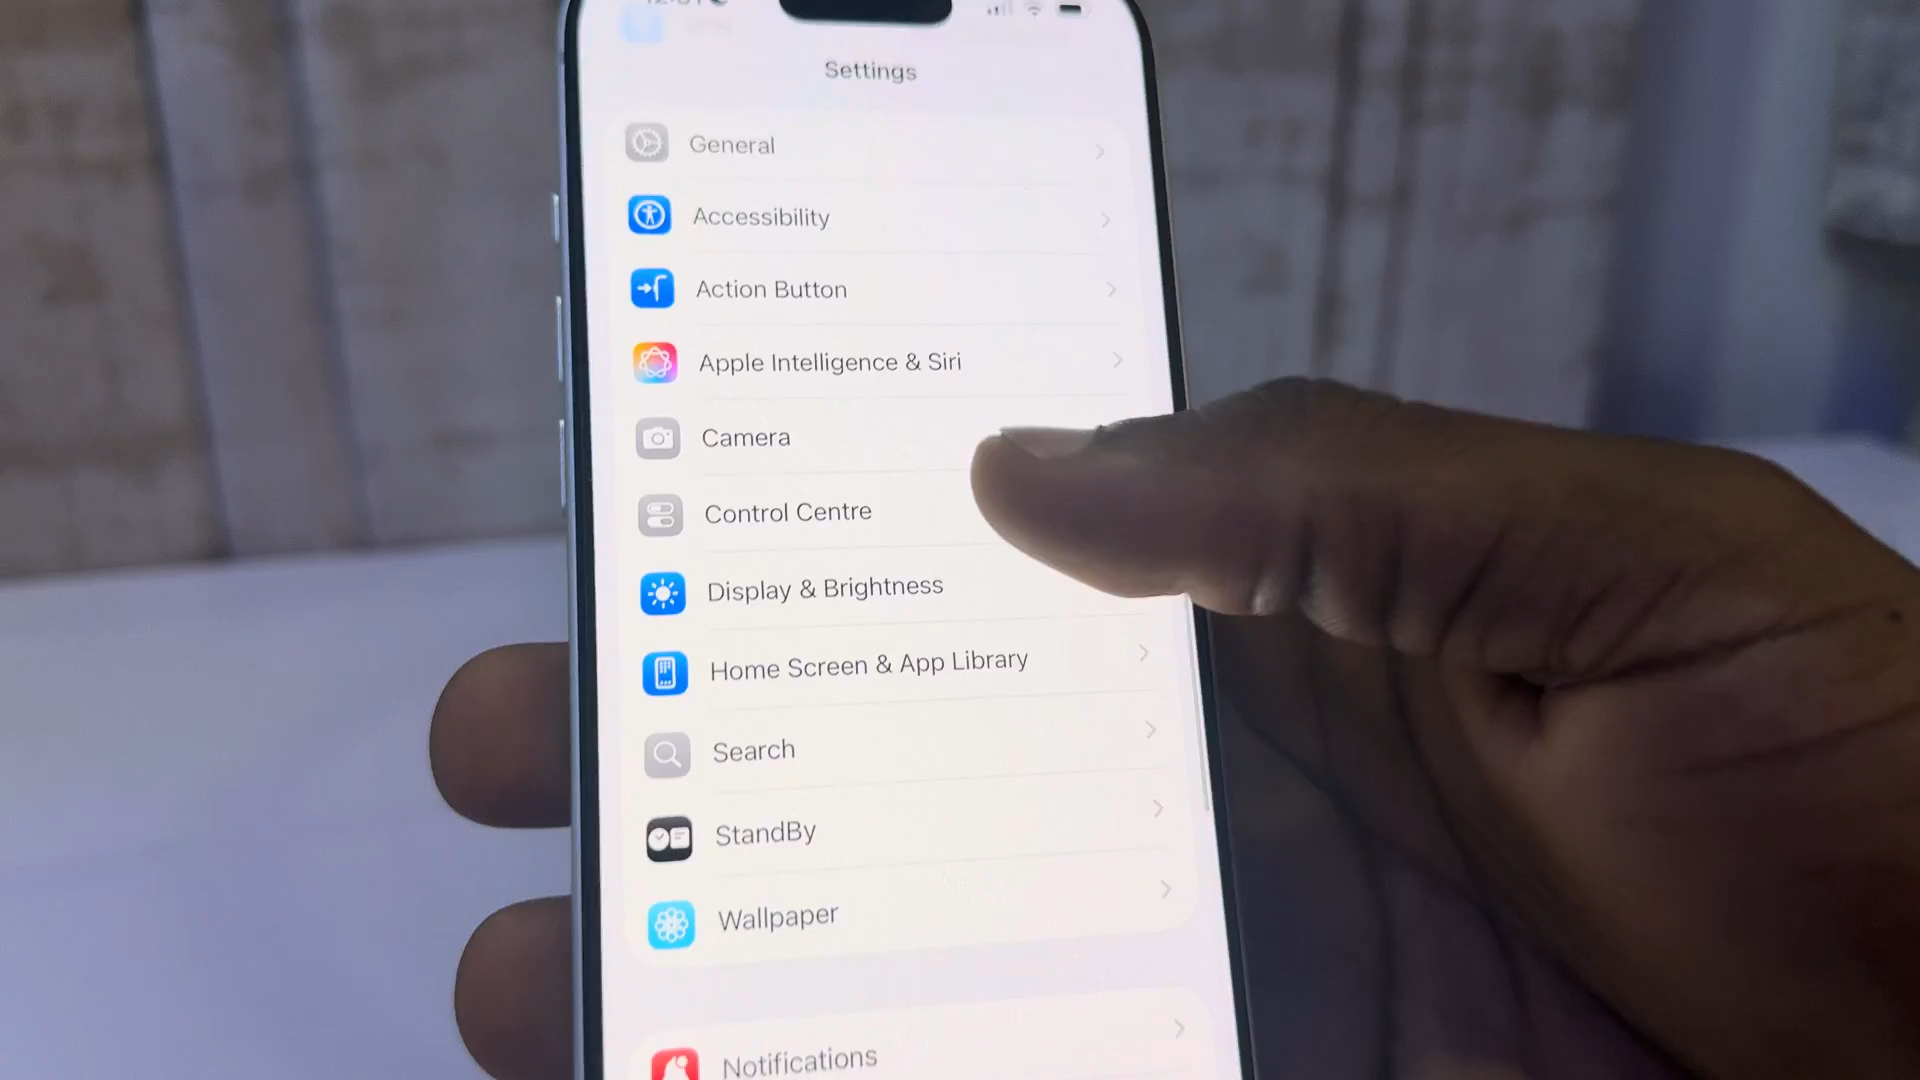 Settings
General
Accessibility
Action Button
Apple Intelligence & Siri
Camera
Control Centre
Display & Brightness
Home Screen & App Library
Search
StandBy
Wallpaper
Notifications